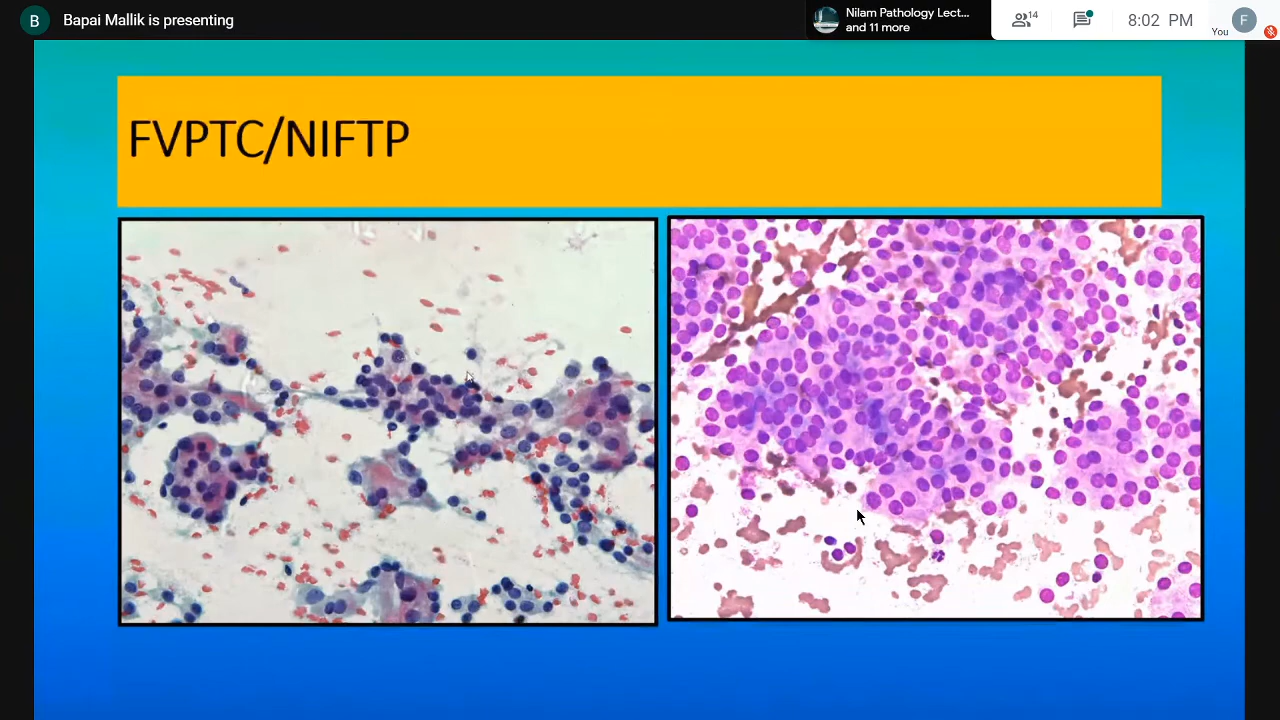 B
Bapai Mallik is presenting
Nilam Pathology Lect...
and 11 more
14
8:02 PM
You
F
FVPTC/NIFTP